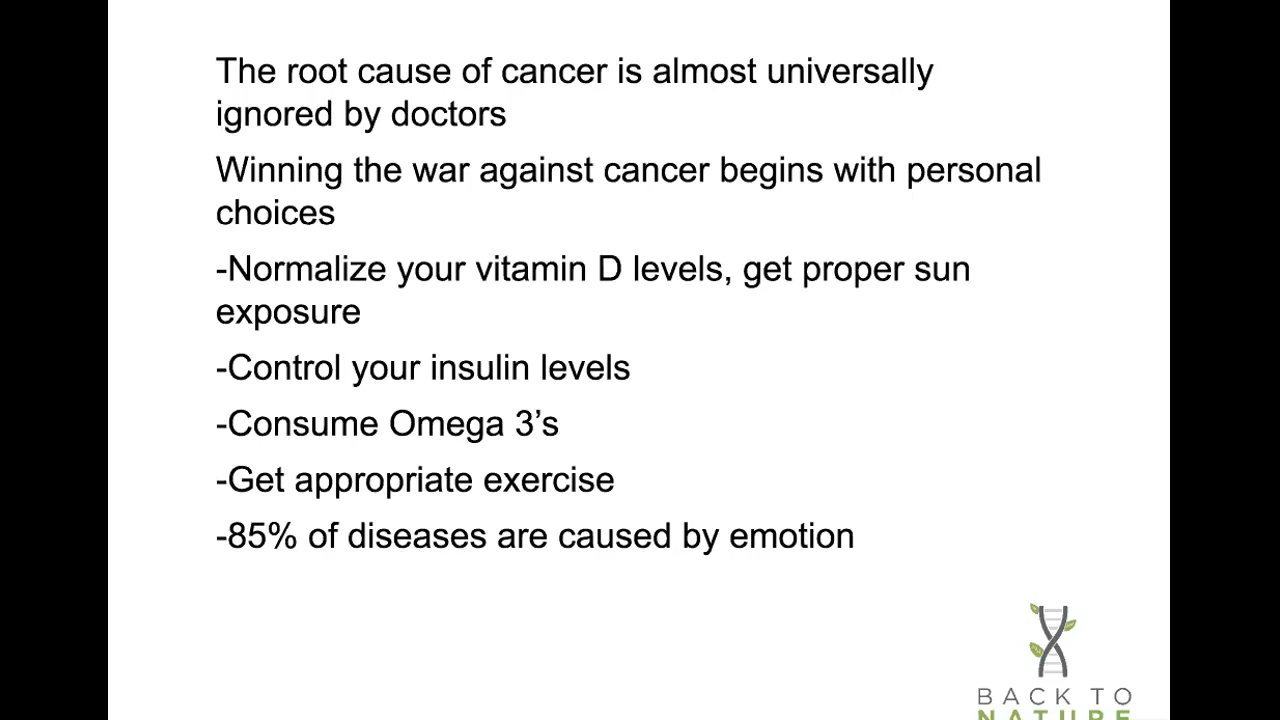 The root cause of cancer is almost universally
ignored by doctors
Winning the war against cancer begins with personal
choices
-Normalize your vitamin D levels, get proper sun
exposure
-Control your insulin levels
-Consume Omega 3’s
-Get appropriate exercise
-85% of diseases are caused by emotion
BACK TO
NATURE